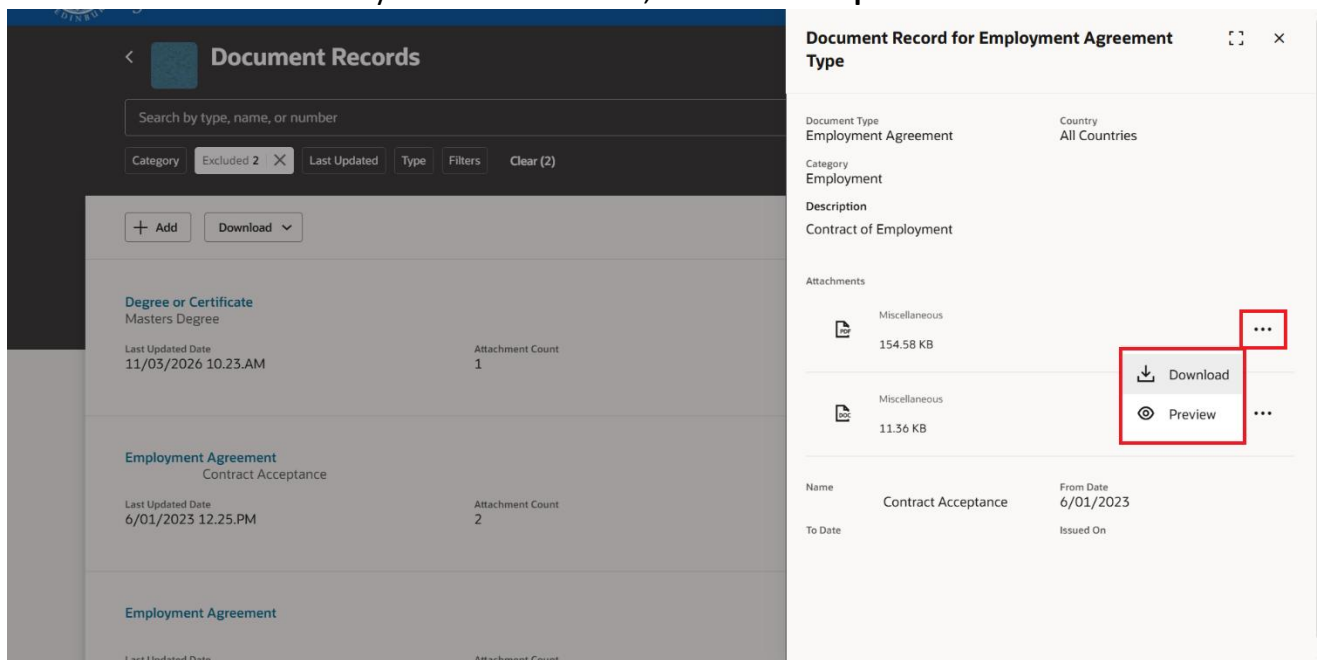 EDINBU
Document Records
Search by type, name, or number
Category Excluded 2 Last Updated Type Filters Clear (2)
+ Add Download
Degree or Certificate
Masters Degree
Last Updated Date Attachment Count
11/03/2026 10.23.AM 1
Employment Agreement
Contract Acceptance
Last Updated Date Attachment Count
6/01/2023 12.25.PM 2
Employment Agreement
Last Updated Date Attachment Count
Document Record for Employment Agreement
Type
Document Type Country
Employment Agreement All Countries
Category
Employment
Description
Contract of Employment
Attachments
Miscellaneous
PDF
154.58 KB
Download
Miscellaneous
DOC
Preview
11.36 KB
Name From Date
Contract Acceptance 6/01/2023
To Date Issued On